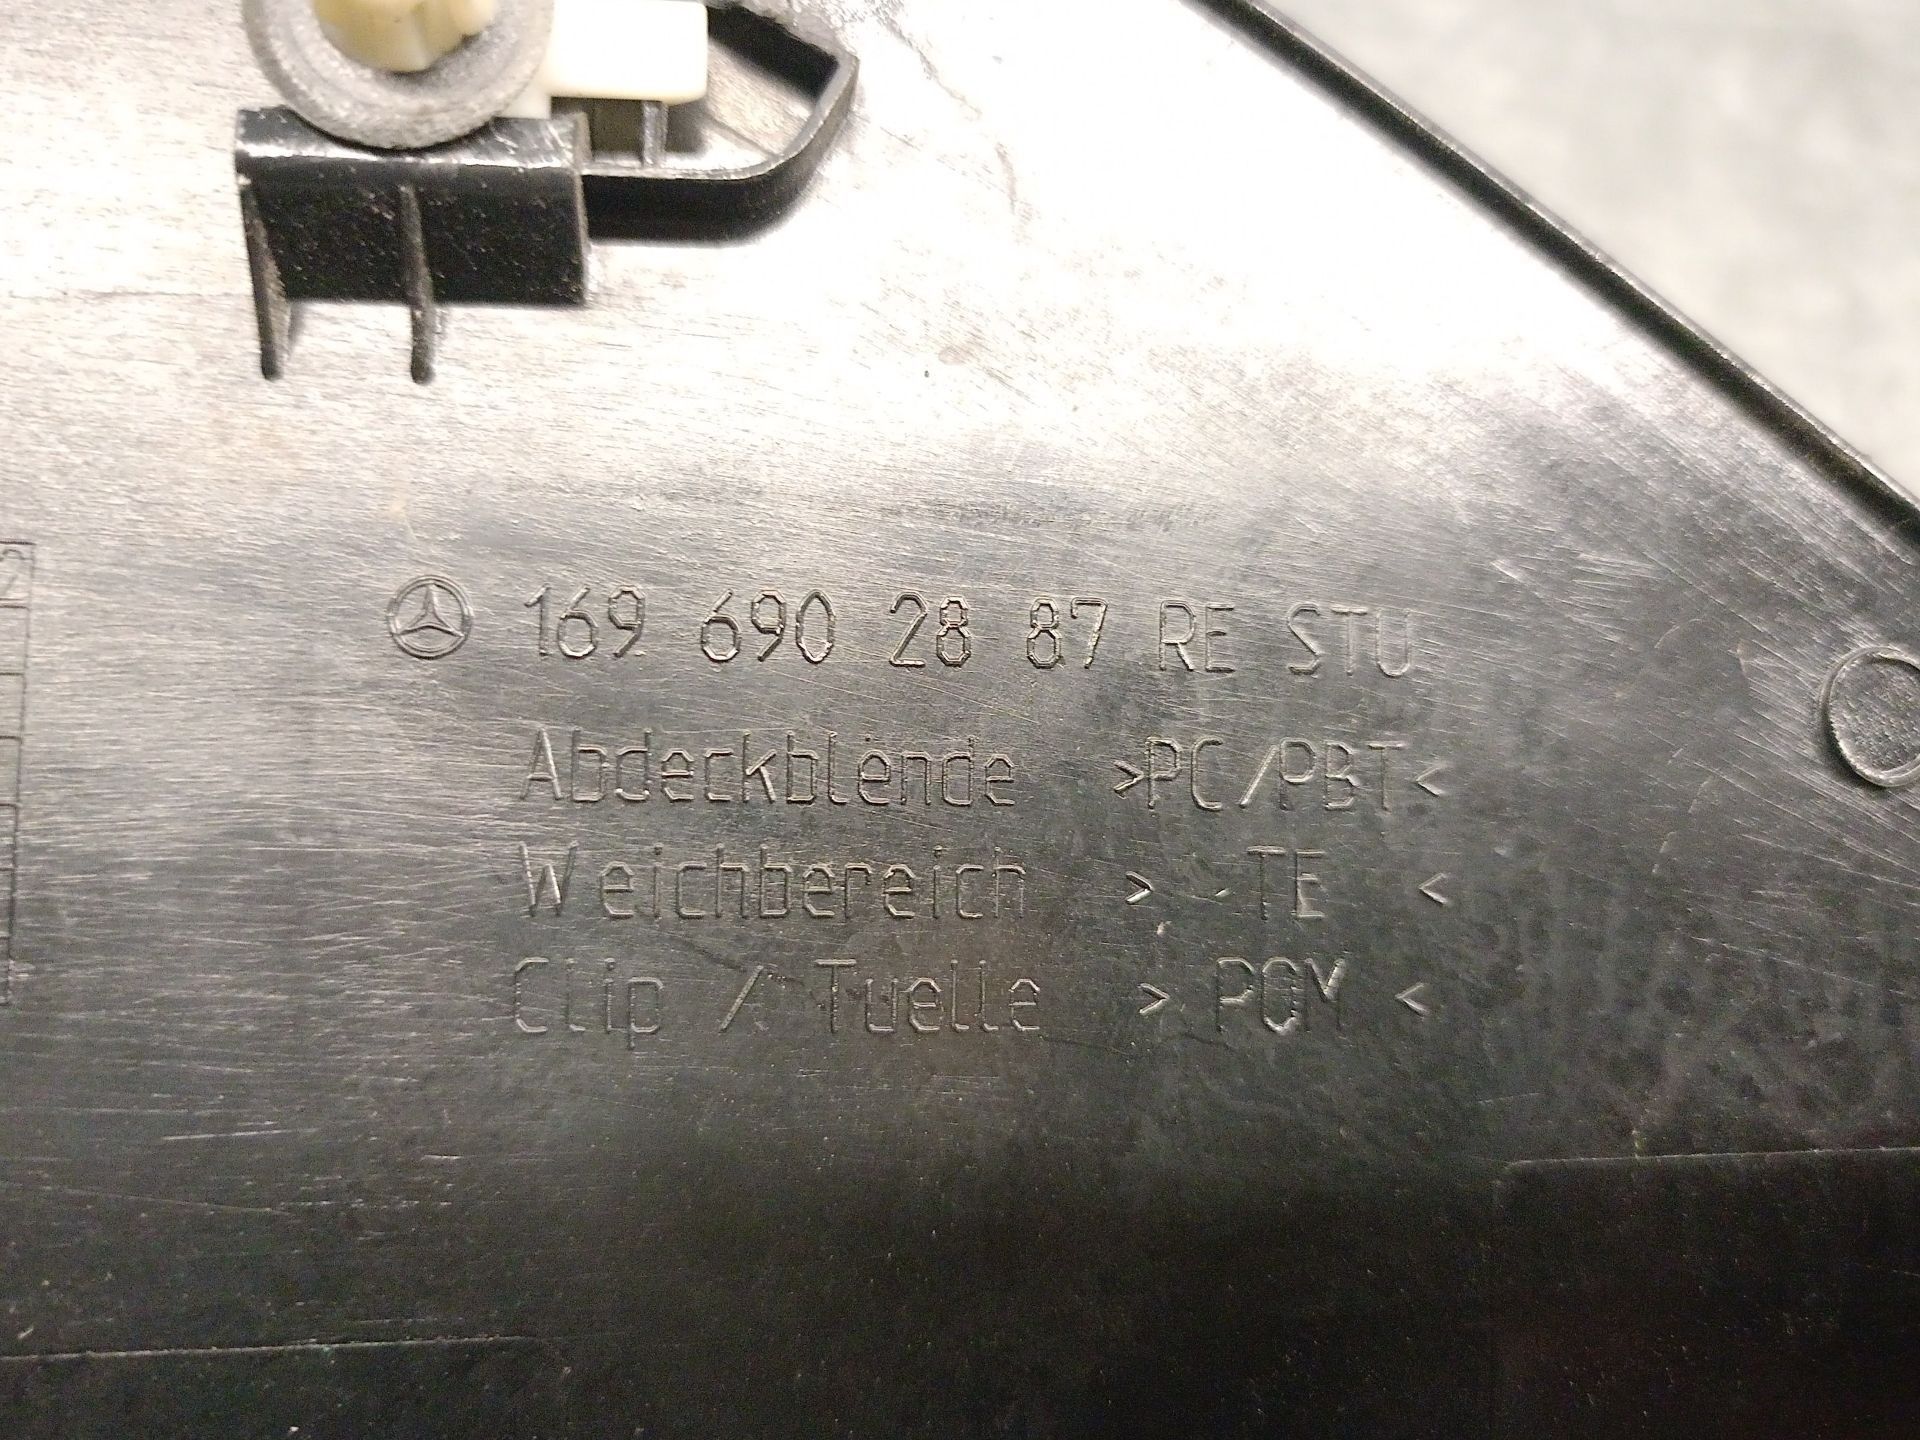 169 690 28 87 RE STU
Abdeckblende >PC/PBT<
Weichbereich > -TE <
Clip / Tuelle > POM <